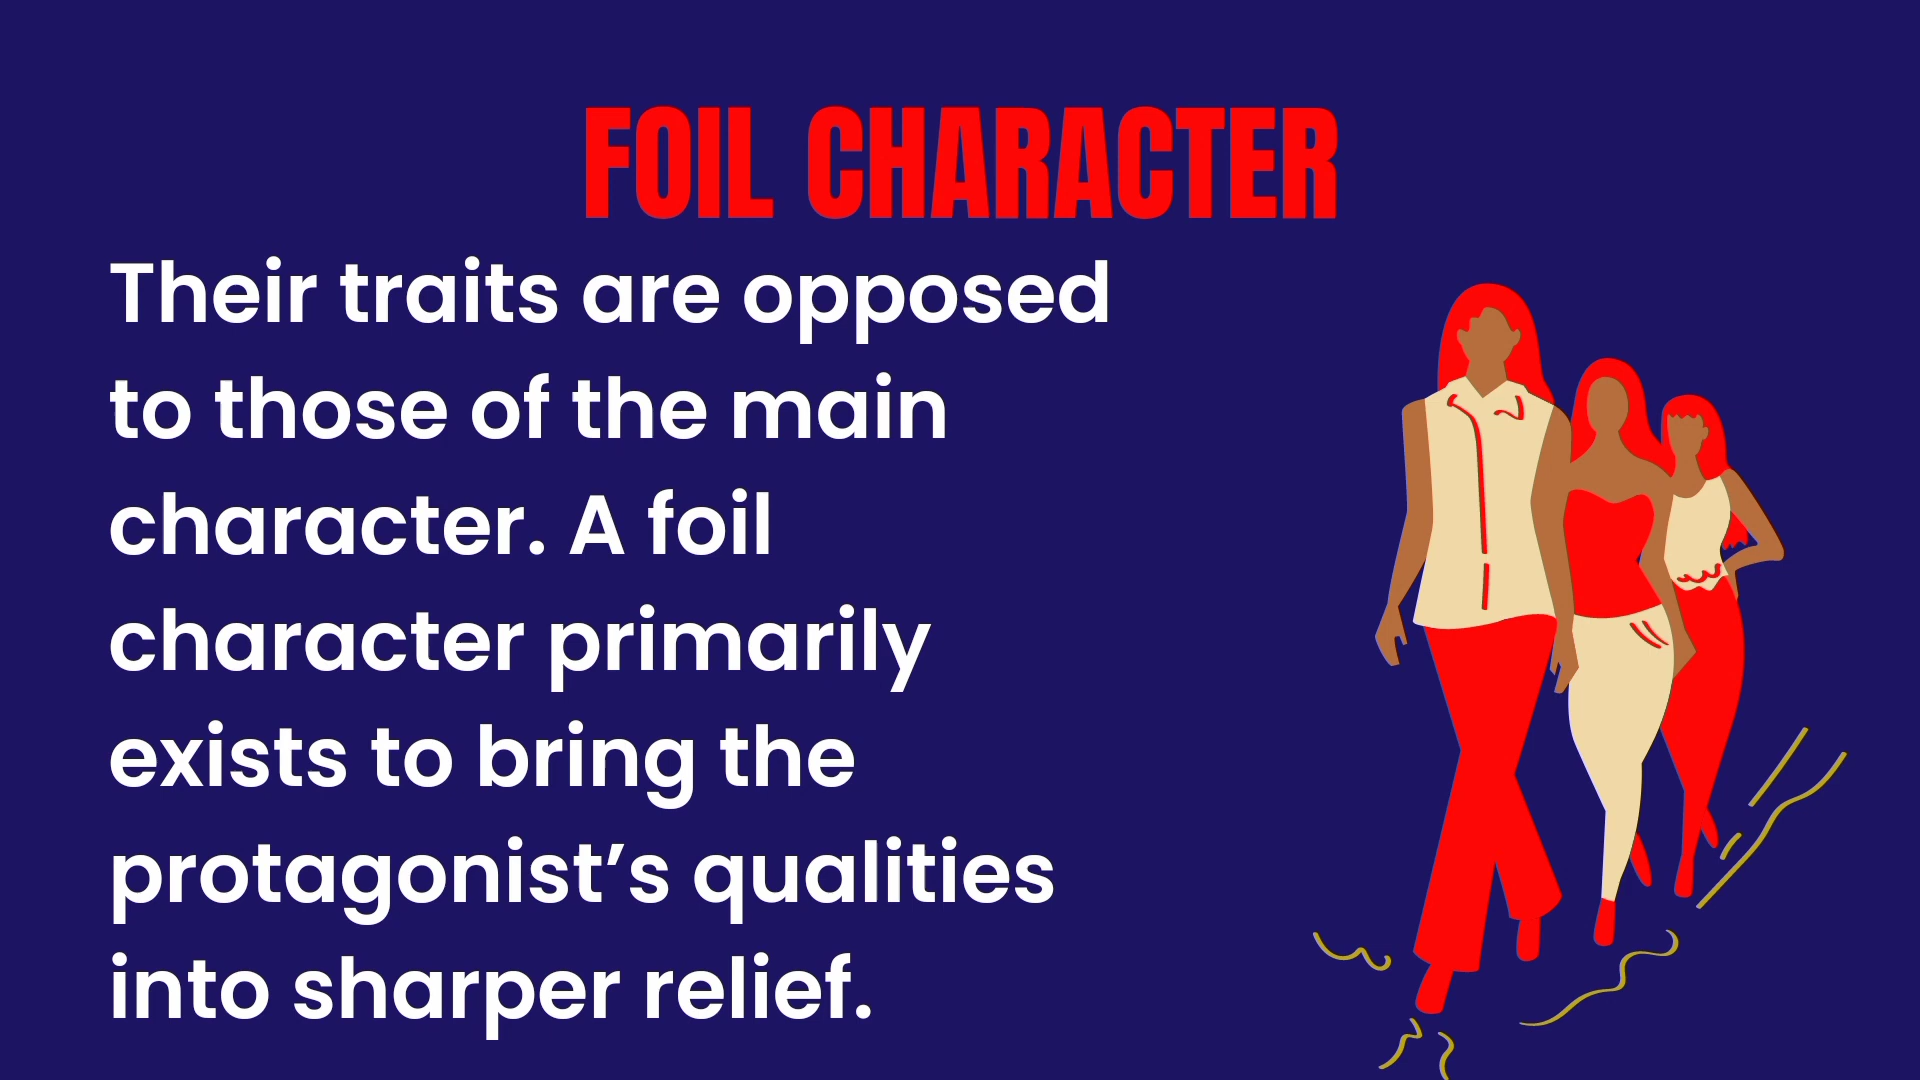 FOIL CHARACTER
Their traits are opposed
to those of the main
character. A foil
character primarily
exists to bring the
protagonist’s qualities
into sharper relief.